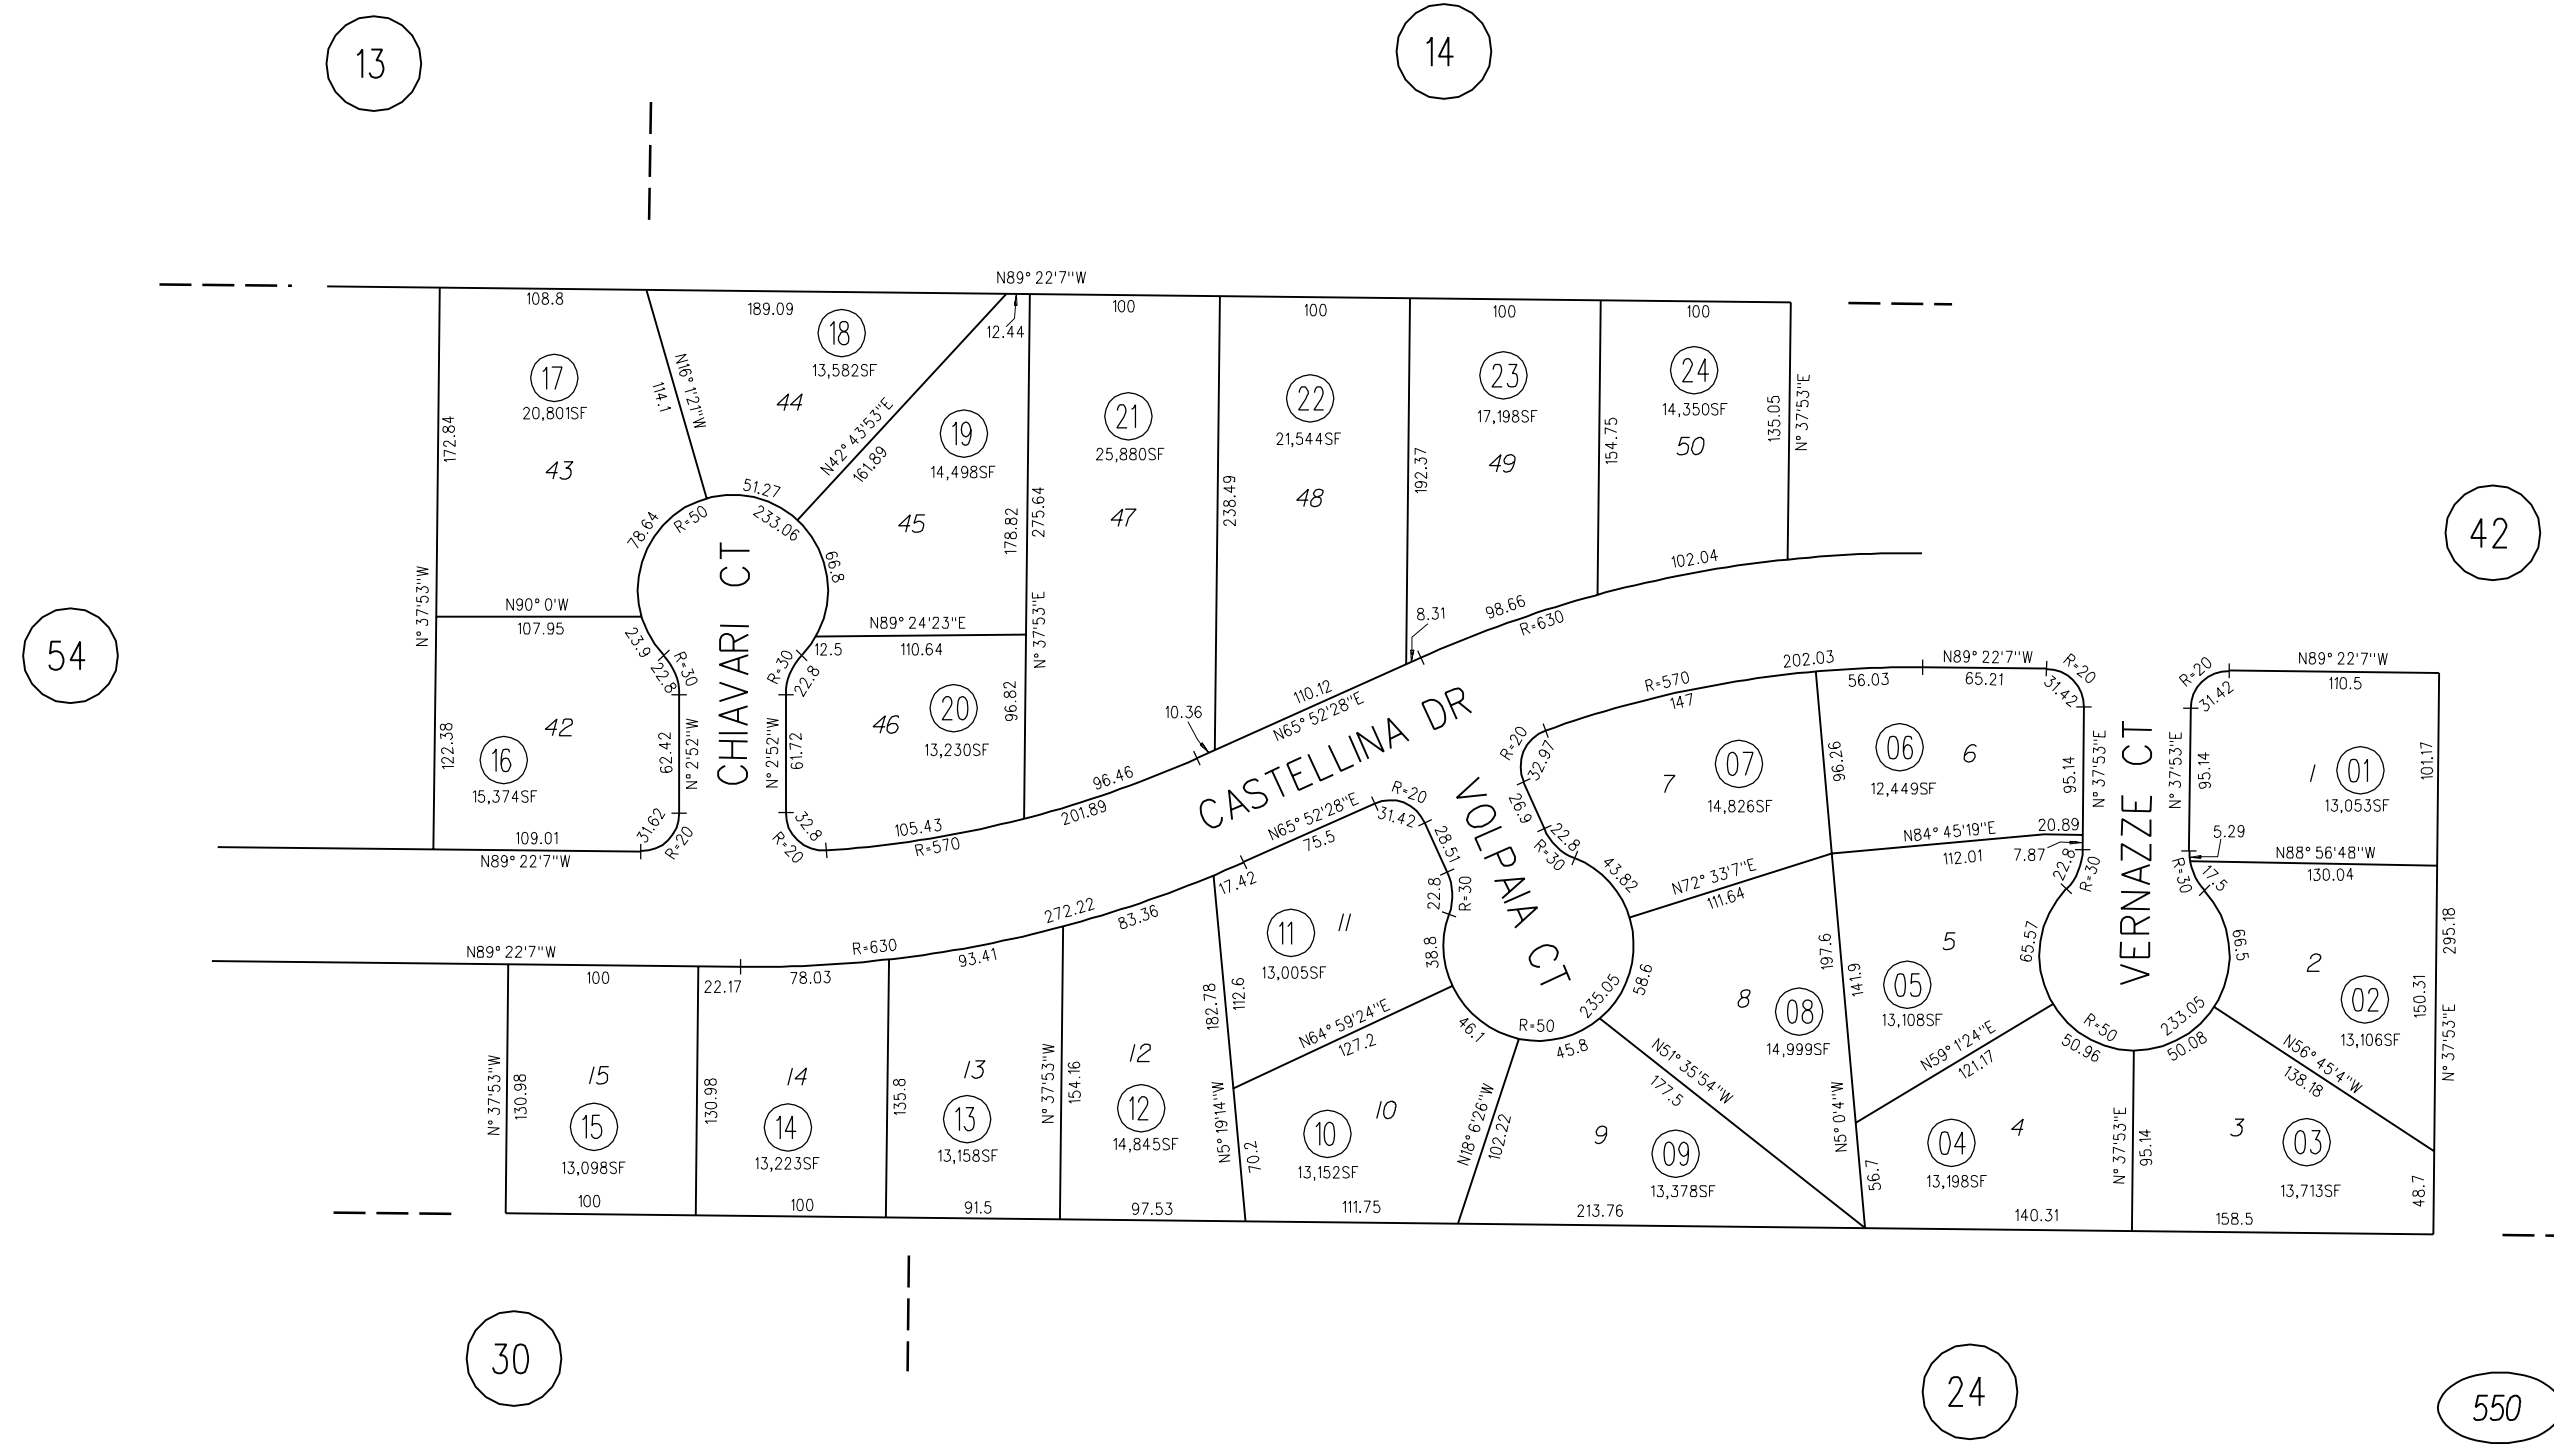 13
14
54
42
30
24
550
N89° 22'7"W
108.8
189.09
12.44
100
100
100
100
17
20,801SF
43
172.84
N° 37'53"W
N16° 1'21"W
114.1
18
13,582SF
44
N42° 43'53"E
161.89
19
14,498SF
45
178.82
275.64
N° 37'53"E
21
25,880SF
47
238.49
22
21,544SF
48
192.37
23
17,198SF
49
154.75
24
14,350SF
50
135.05
N° 37'53"E
51.27
233.06
78.64
R=50
66.8
CHIAVARI CT
N90° 0'W
107.95
23.9
22.8
R=30
R=30
22.8
12.5
N89° 24'23"E
110.64
96.82
42
16
15,374SF
122.38
62.42
N° 2'52"W
N° 2'52"W
61.72
46
20
13,230SF
109.01
N89° 22'7"W
31.62
R=20
32.8
R=20
105.43
R=570
96.46
201.89
10.36
110.12
N65° 52'28"E
8.31
98.66
R=630
102.04
CASTELLINA DR
N89° 22'7"W
100
22.17
78.03
R=630
93.41
272.22
83.36
17.42
N65° 52'28"E
75.5
R=20
31.42
28.51
22.8
R=30
38.8
VOLPAIA CT
R=20
32.97
26.9
22.8
R=30
43.82
R=570
147
202.03
56.03
N89° 22'7"W
65.21
R=20
31.42
7
07
14,826SF
96.26
06
12,449SF
6
95.14
N° 37'53"E
N84° 45'19"E
112.01
20.89
7.87
22.8
R=30
N72° 33'7"E
111.64
VERNAZZE CT
R=20
31.42
N89° 22'7"W
110.5
N° 37'53"E
95.14
1
01
13,053SF
101.17
5.29
N88° 56'48"W
130.04
R=30
17.5
66.5
295.18
2
02
13,106SF
150.31
N° 37'53"E
65.57
5
05
13,108SF
197.6
141.9
N5° 0'4"W
56.7
8
08
14,999SF
58.6
235.05
R=50
45.8
46.1
N51° 35'54"W
177.5
11
11
13,005SF
182.78
112.6
N64° 59'24"E
127.2
N5° 19'14"W
70.2
10
10
13,152SF
111.75
N18° 6'26"W
102.22
9
09
13,378SF
213.76
N59° 1'24"E
121.17
R=50
50.96
233.05
50.08
N56° 45'4"W
138.18
4
04
13,198SF
140.31
N° 37'53"E
95.14
3
03
13,713SF
158.5
48.7
15
15
13,098SF
N° 37'53"W
130.98
100
14
14
13,223SF
130.98
100
13
13
13,158SF
135.8
91.5
12
12
14,845SF
N° 37'53"W
154.16
97.53